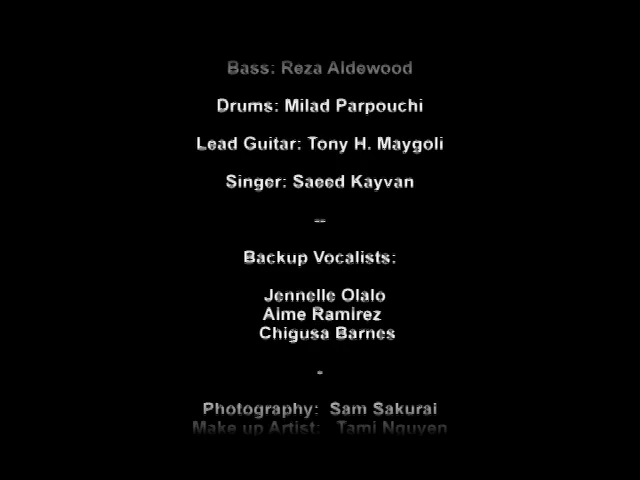 Bass: Reza Aldewood
Drums: Milad Parpouchi
Lead Guitar: Tony H. Maygoli
Singer: Saeed Kayvan
--
Backup Vocalists:
Jennelle Olalo
Aime Ramirez
Chigusa Barnes
-
Photography: Sam Sakurai
Make up Artist: Tami Nguyen